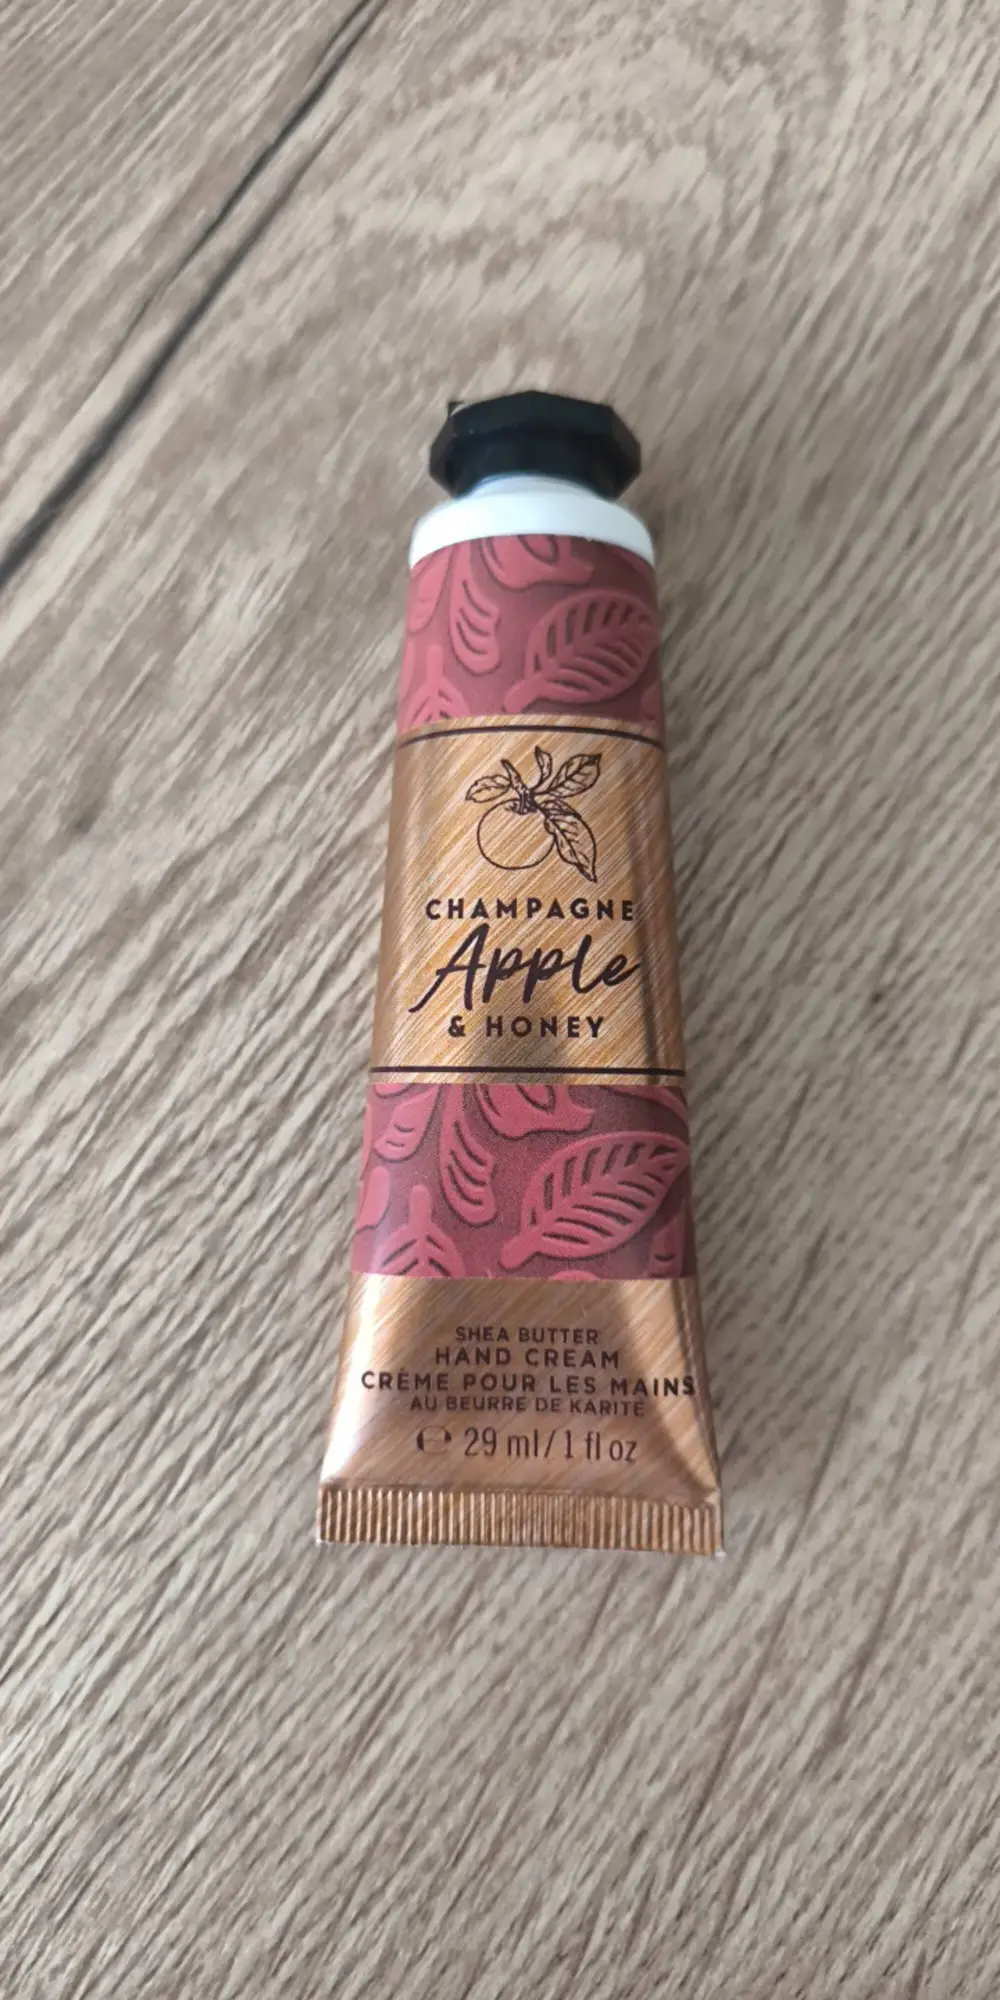 CHAMPAGNE
Apple
& HONEY
SHEA BUTTER
HAND CREAM
CRÈME POUR LES MAINS
AU BEURRE DE KARITÉ
℮ 29 ml/1 fl oz